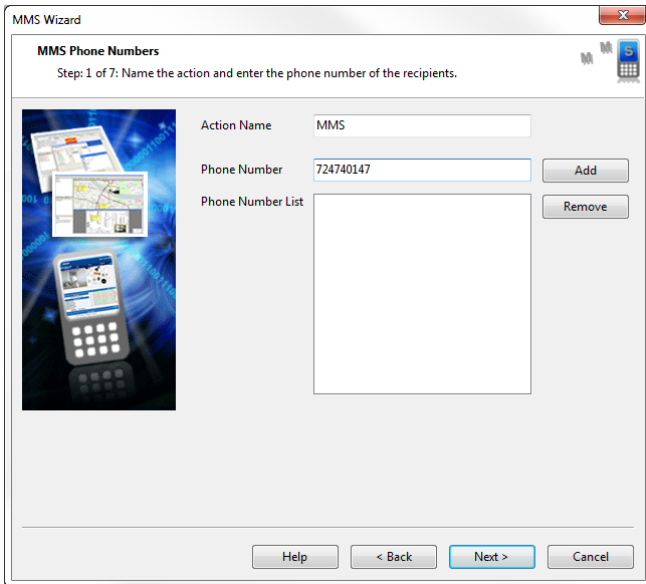 MMS Wizard
MMS Phone Numbers
Step: 1 of 7: Name the action and enter the phone number of the recipients.
Action Name MMS
Phone Number 724740147 Add
Phone Number List Remove
Help < Back Next > Cancel